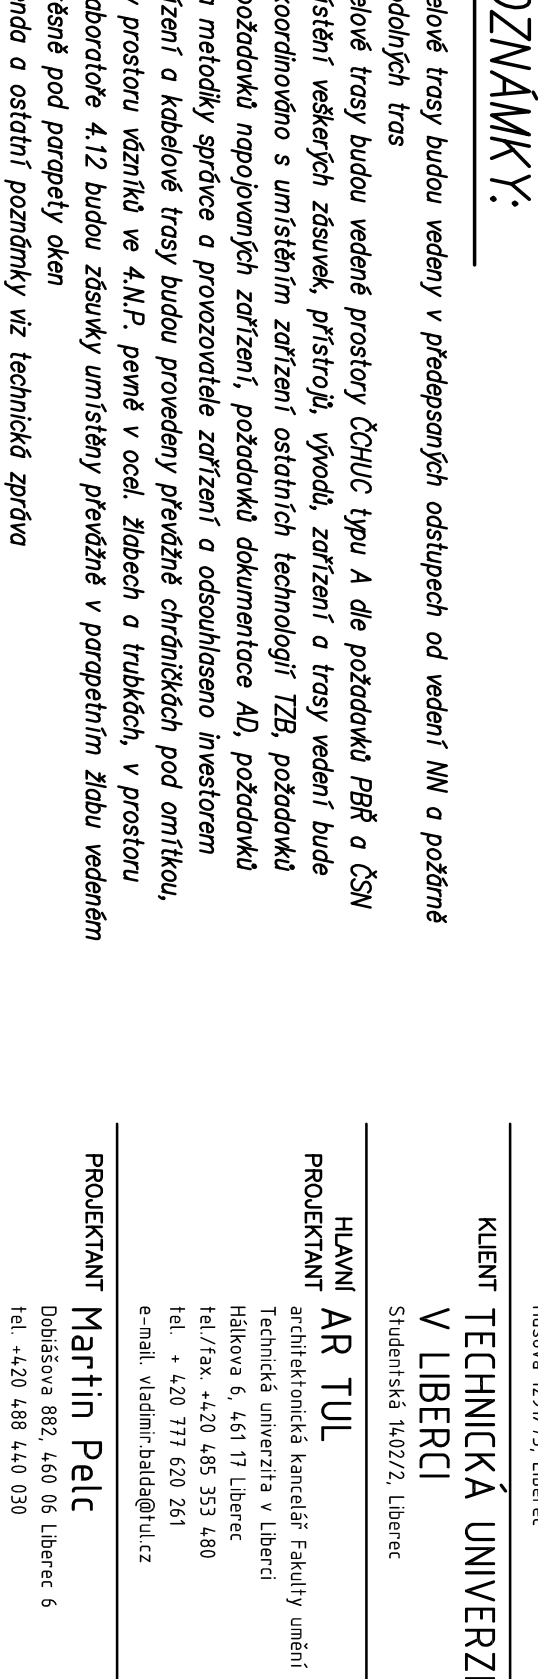 OZNÁMKY:
elové trasy budou vedeny v předepsaných odstupech od vedení NN a požárně
odolných tras
elové trasy budou vedené prostory ČCHUC typu A dle požadavků PBŘ a ČSN
ístění veškerých zásuvek, přístrojů, vývodů, zařízení a trasy vedení bude
koordinováno s umístěním zařízení ostatních technologií TZB, požadavků
požadavků napojovaných zařízení, požadavků dokumentace AD, požadavků
a metodiky správce a provozovatele zařízení a odsouhlaseno investorem
ízení a kabelové trasy budou provedeny převážně chráničkách pod omítkou,
v prostoru vázníků ve 4.N.P. pevně v ocel. žlabech a trubkách, v prostoru
aboratoře 4.12 budou zásuvky umístěny převážně v parapetním žlabu vedeném
ěsně pod parapety oken
enda a ostatní poznámky viz technická zpráva
KLIENT TECHNICKÁ UNIVERZI
V LIBERCI
Studentská 1402/2, Liberec
HLAVNÍ
PROJEKTANT AR TUL
architektonická kancelář Fakulty umění
Technická univerzita v Liberci
Hálkova 6, 461 17 Liberec
tel./fax. +420 485 353 480
tel. + 420 777 620 261
e-mail. vladimir.balda@tul.cz
PROJEKTANT Martin Pelc
Dobiášova 882, 460 06 Liberec 6
tel. +420 488 440 030